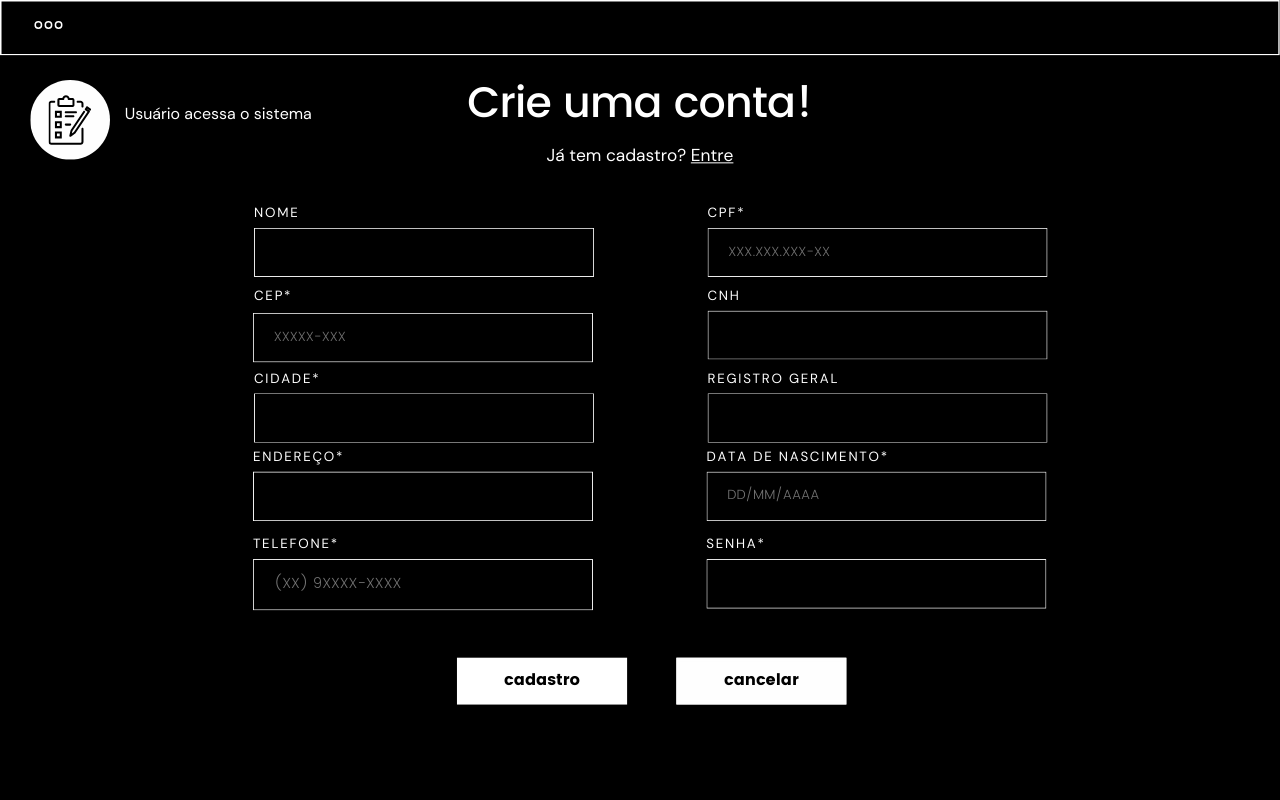 Usuário acessa o sistema
Crie uma conta!
Já tem cadastro? Entre
NOME
CPF*
XXX.XXX.XXX-XX
CEP*
CNH
XXXXX-XXX
CIDADE*
REGISTRO GERAL
ENDEREÇO*
DATA DE NASCIMENTO*
DD/MM/AAAA
TELEFONE*
SENHA*
(XX) 9XXXX-XXXX
cadastro
cancelar